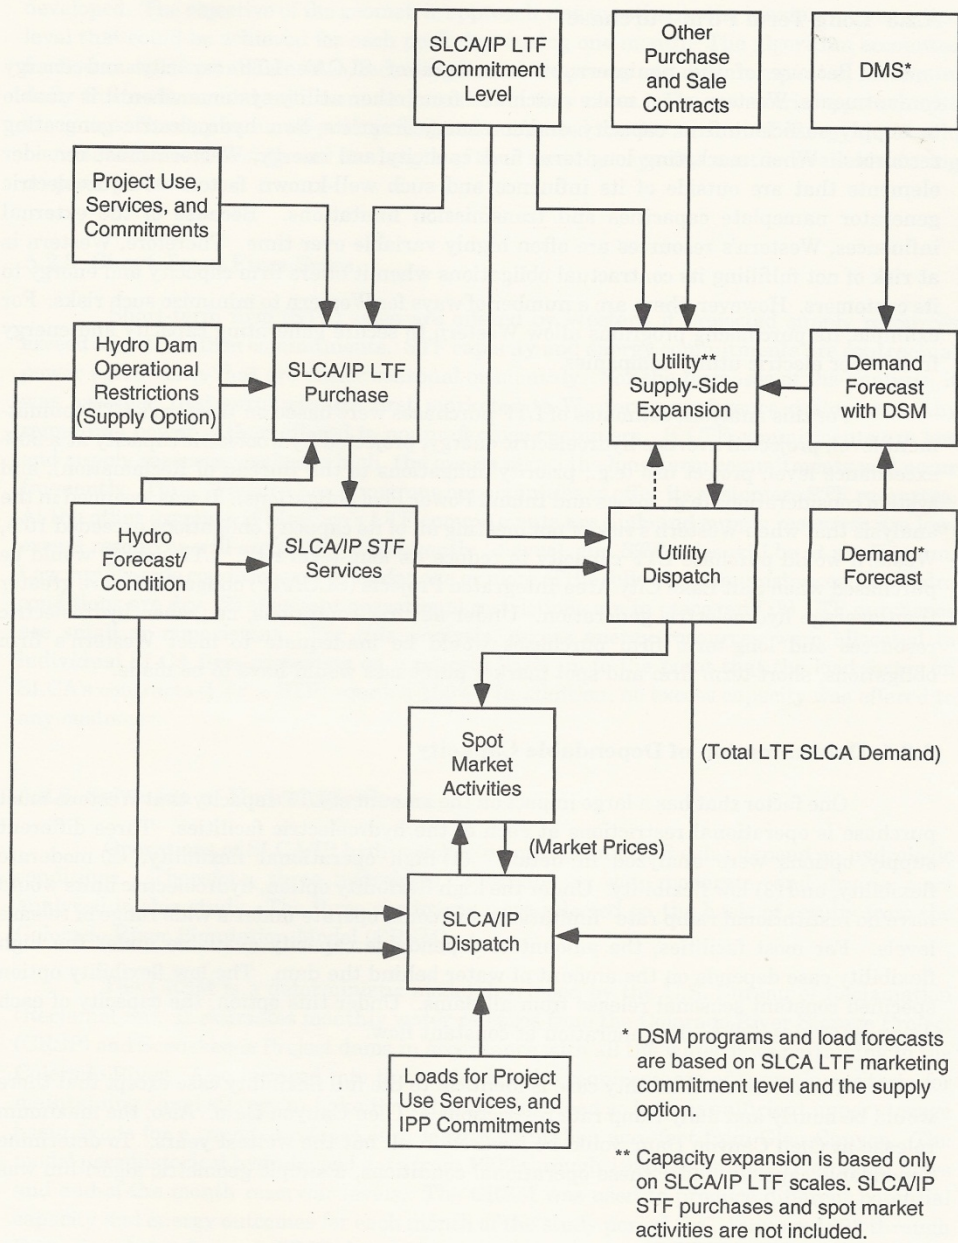 SLCA/IP LTF
Commitment
Level
Other
Purchase
and Sale
Contracts
DMS*
Project Use,
Services, and
Commitments
Hydro Dam
Operational
Restrictions
(Supply Option)
SLCA/IP LTF
Purchase
Utility**
Supply-Side
Expansion
Demand
Forecast
with DSM
Hydro
Forecast/
Condition
SLCA/IP STF
Services
Utility
Dispatch
Demand*
Forecast
Spot
Market
Activities
(Total LTF SLCA Demand)
(Market Prices)
SLCA/IP
Dispatch
Loads for Project
Use Services, and
IPP Commitments
* DSM programs and load forecasts
are based on SLCA LTF marketing
commitment level and the supply
option.
** Capacity expansion is based only
on SLCA/IP LTF scales. SLCA/IP
STF purchases and spot market
activities are not included.